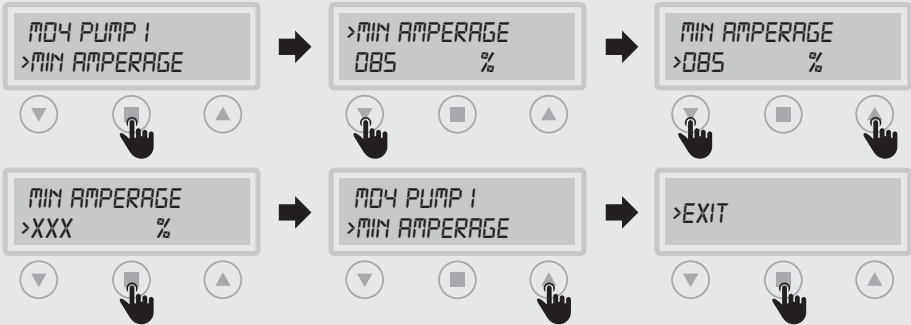 M04 PUMP 1
>MIN AMPERAGE
>MIN AMPERAGE
085 %
MIN AMPERAGE
>085 %
MIN AMPERAGE
>XXX %
M04 PUMP 1
>MIN AMPERAGE
>EXIT